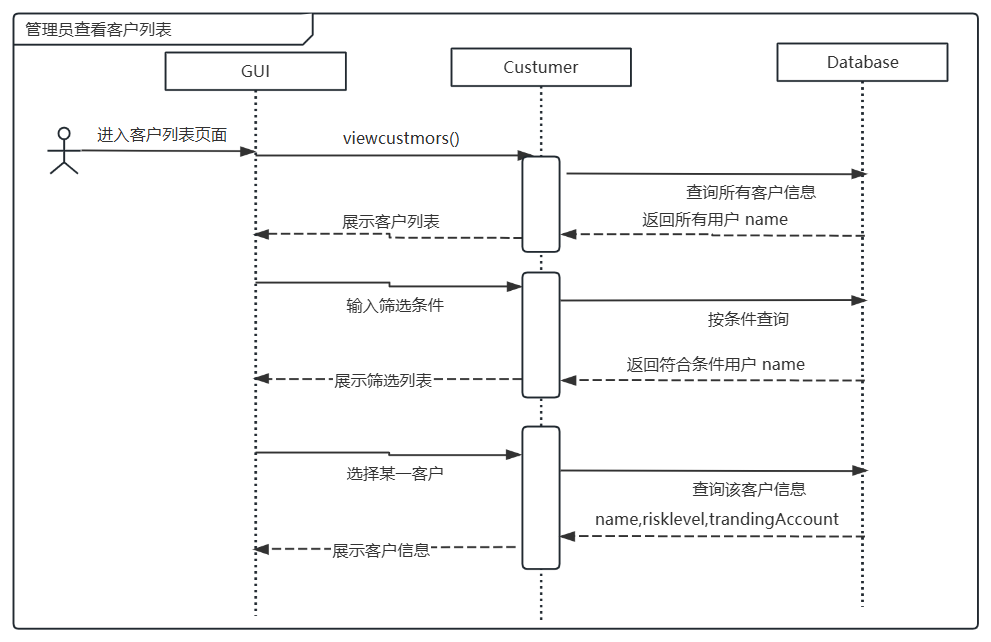 管理员查看客户列表
GUI
Custumer
Database
进入客户列表页面
viewcustmors()
查询所有客户信息
返回所有用户 name
展示客户列表
输入筛选条件
按条件查询
返回符合条件用户 name
展示筛选列表
选择某一客户
查询该客户信息
name,risklevel,trandingAccount
展示客户信息